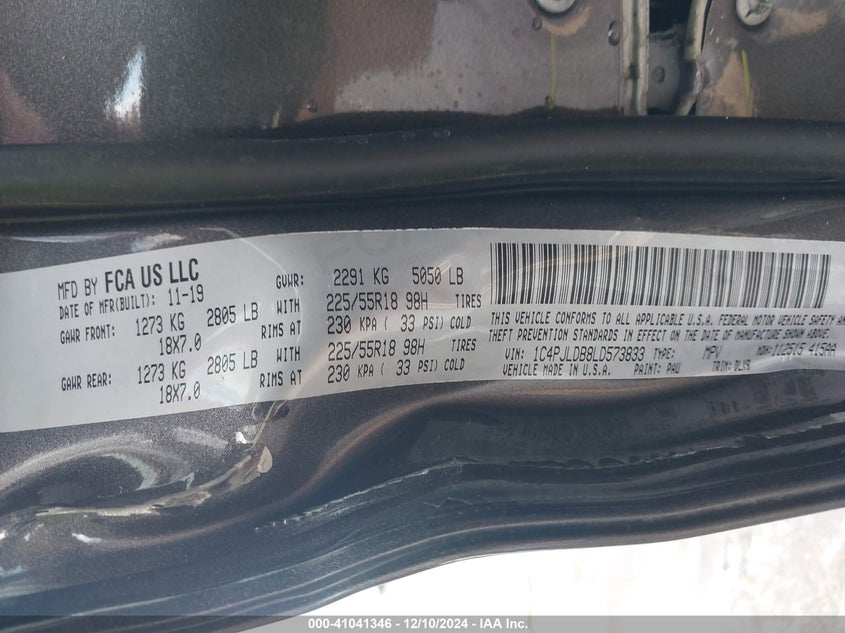 MFD BY FCA US LLC
DATE OF MFR(BUILT): 11-19
GAWR FRONT: 1273 KG 2805 LB
18X7.0
GAWR REAR: 1273 KG 2805 LB
18X7.0
GVWR: 2291 KG 5050 LB
WITH 225/55R18 98H TIRES
RIMS AT 230 KPA ( 33 PSI) COLD
WITH 225/55R18 98H TIRES
RIMS AT 230 KPA ( 33 PSI) COLD
THIS VEHICLE CONFORMS TO ALL APPLICABLE U.S.A. FEDERAL MOTOR VEHICLE SAFETY AND
THEFT PREVENTION STANDARDS IN EFFECT ON THE DATE OF MANUFACTURE SHOWN ABOVE.
VIN: 1C4PJLDB8LD573833 TYPE: MPV
VEHICLE MADE IN U.S.A. PAINT: PAU TRIM:
000-41041346 - 12/10/2024 - IAA Inc.